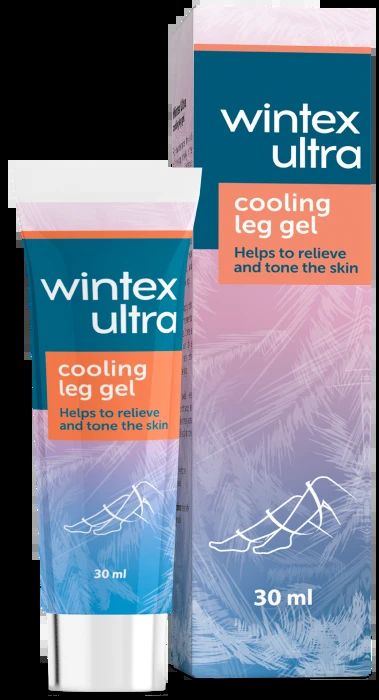 wintex
ultra
cooling
leg gel
Helps to relieve
and tone the skin
30 ml
wintex
ultra
cooling
leg gel
Helps to relieve
and tone the skin
30 ml